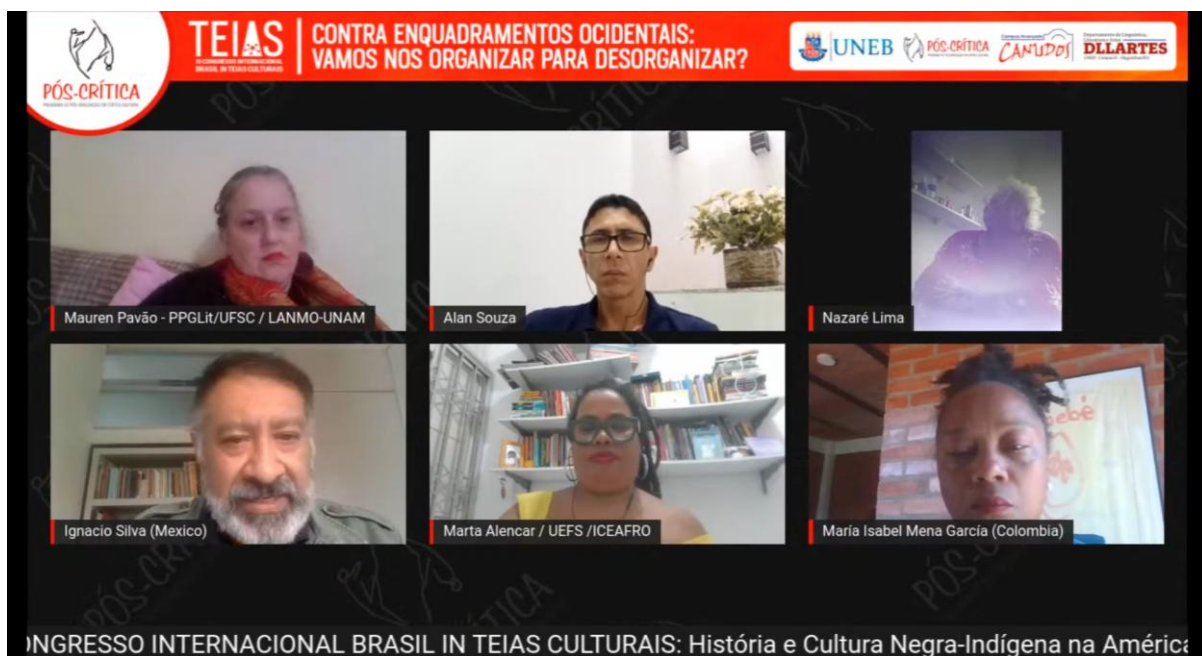 PÓS-CRÍTICA
TEIAS
CONTRA ENQUADRAMENTOS OCIDENTAIS:
VAMOS NOS ORGANIZAR PARA DESORGANIZAR?
UNEB
PÓS-CRÍTICA
CANUDOS
DLLARTES
Mauren Pavão - PPGLit/UFSC / LANMO-UNAM
Alan Souza
Nazaré Lima
Ignacio Silva (Mexico)
Marta Alencar / UEFS /ICEAFRO
María Isabel Mena García (Colombia)
ONGRESSO INTERNACIONAL BRASIL IN TEIAS CULTURAIS: História e Cultura Negra-Indígena na América